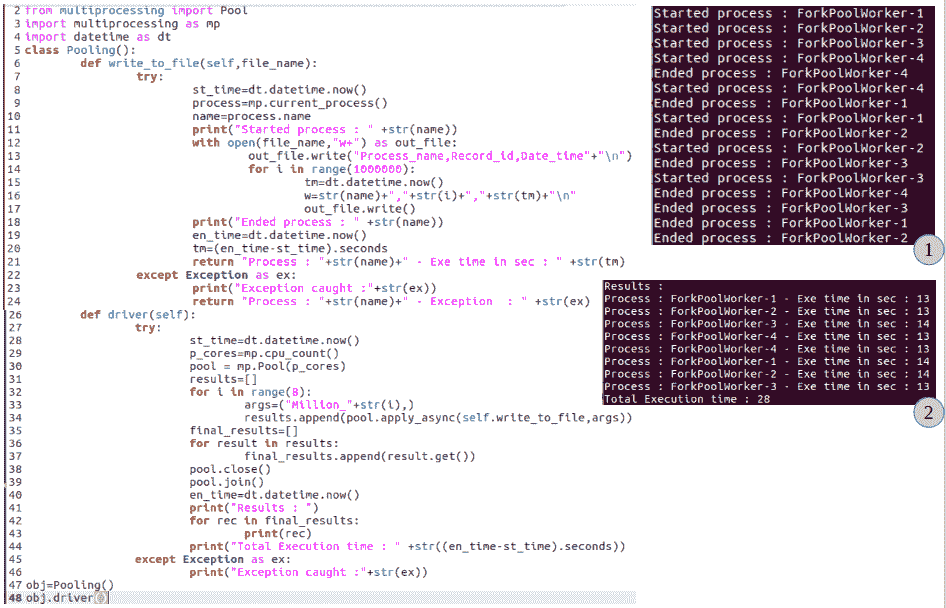 2 from multiprocessing import Pool
3 import multiprocessing as mp
4 import datetime as dt
5 class Pooling():
6 def write_to_file(self,file_name):
7 try:
8 st_time=dt.datetime.now()
9 process=mp.current_process()
10 name=process.name
11 print("Started process : " +str(name))
12 with open(file_name,"w+") as out_file:
13 out_file.write("Process_name,Record_id,Date_time"+"\n")
14 for i in range(1000000):
15 tm=dt.datetime.now()
16 w=str(name)+","+str(i)+","+str(tm)+"\n"
17 out_file.write()
18 print("Ended process : " +str(name))
19 en_time=dt.datetime.now()
20 tm=(en_time-st_time).seconds
21 return "Process : "+str(name)+" - Exe time in sec : " +str(tm)
22 except Exception as ex:
23 print("Exception caught :"+str(ex))
24 return "Process : "+str(name)+" - Exception : " +str(ex)
26 def driver(self):
27 try:
28 st_time=dt.datetime.now()
29 p_cores=mp.cpu_count()
30 pool = mp.Pool(p_cores)
31 results=[]
32 for i in range(8):
33 args=("Million_"+str(i),)
34 results.append(pool.apply_async(self.write_to_file,args))
35 final_results=[]
36 for result in results:
37 final_results.append(result.get())
38 pool.close()
39 pool.join()
40 en_time=dt.datetime.now()
41 print("Results : ")
42 for rec in final_results:
43 print(rec)
44 print("Total Execution time : " +str((en_time-st_time).seconds))
45 except Exception as ex:
46 print("Exception caught :"+str(ex))
47 obj=Pooling()
48 obj.driver()
Started process : ForkPoolWorker-1
Started process : ForkPoolWorker-2
Started process : ForkPoolWorker-3
Started process : ForkPoolWorker-4
Ended process : ForkPoolWorker-4
Started process : ForkPoolWorker-4
Ended process : ForkPoolWorker-1
Started process : ForkPoolWorker-1
Ended process : ForkPoolWorker-2
Started process : ForkPoolWorker-2
Ended process : ForkPoolWorker-3
Started process : ForkPoolWorker-3
Ended process : ForkPoolWorker-4
Ended process : ForkPoolWorker-3
Ended process : ForkPoolWorker-1
Ended process : ForkPoolWorker-2
1
Results :
Process : ForkPoolWorker-1 - Exe time in sec : 13
Process : ForkPoolWorker-2 - Exe time in sec : 13
Process : ForkPoolWorker-3 - Exe time in sec : 14
Process : ForkPoolWorker-4 - Exe time in sec : 13
Process : ForkPoolWorker-4 - Exe time in sec : 13
Process : ForkPoolWorker-1 - Exe time in sec : 14
Process : ForkPoolWorker-2 - Exe time in sec : 14
Process : ForkPoolWorker-3 - Exe time in sec : 13
Total Execution time : 28
2